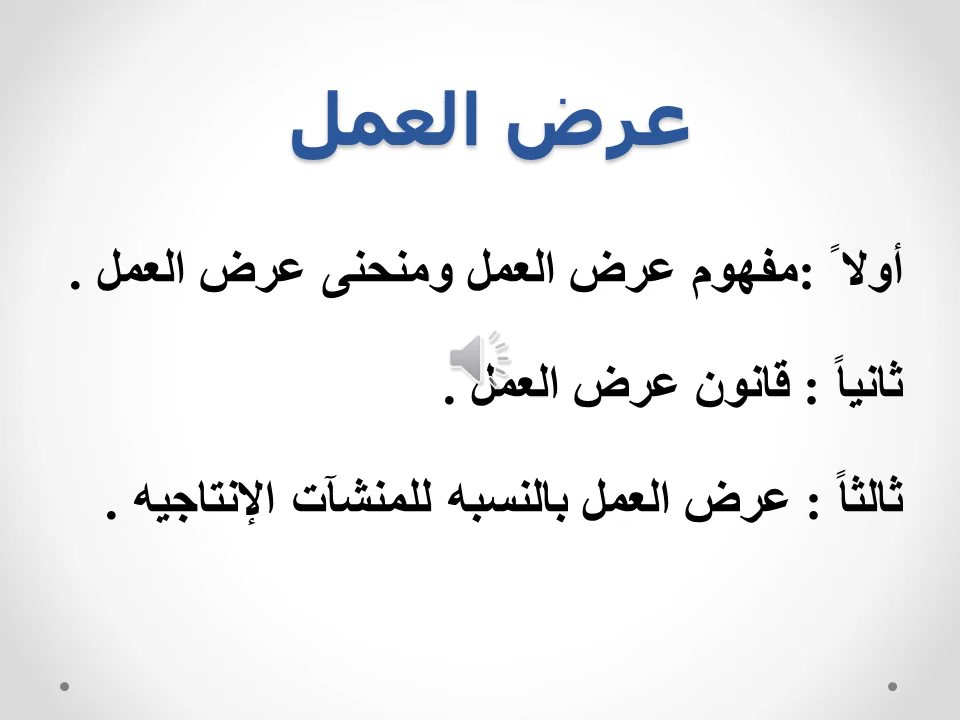 عرض العمل
أولا ً :مفهوم عرض العمل ومنحنى عرض العمل .
ثانياً : قانون عرض العمل .
ثالثاً : عرض العمل بالنسبه للمنشآت الإنتاجيه .